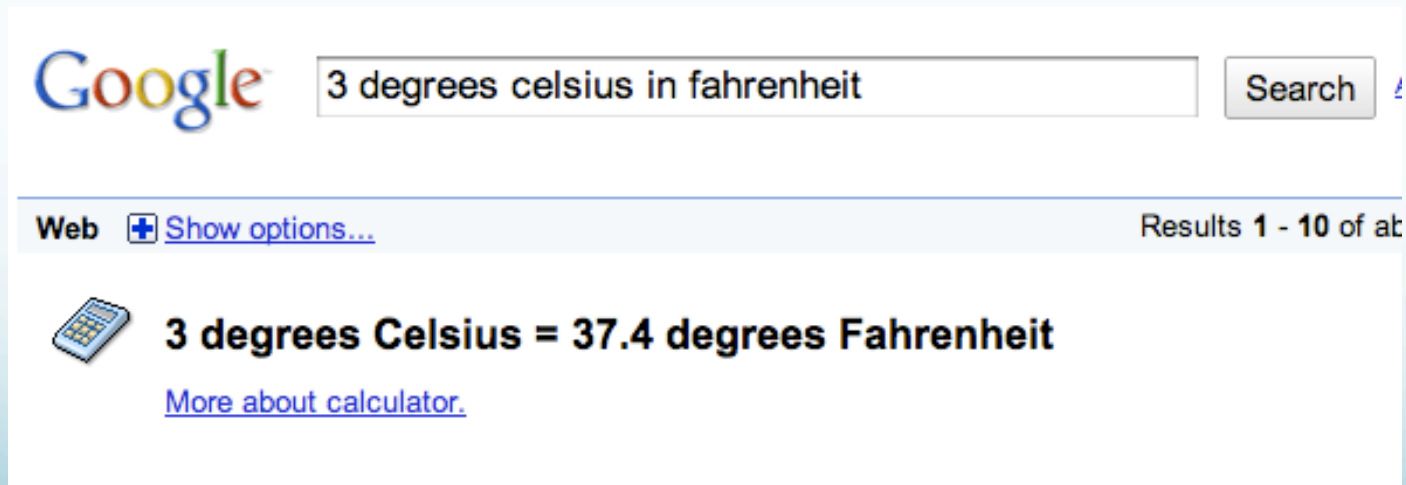 Google 3 degrees celsius in fahrenheit Search
Web Show options... Results 1 - 10 of
3 degrees Celsius = 37.4 degrees Fahrenheit
More about calculator.